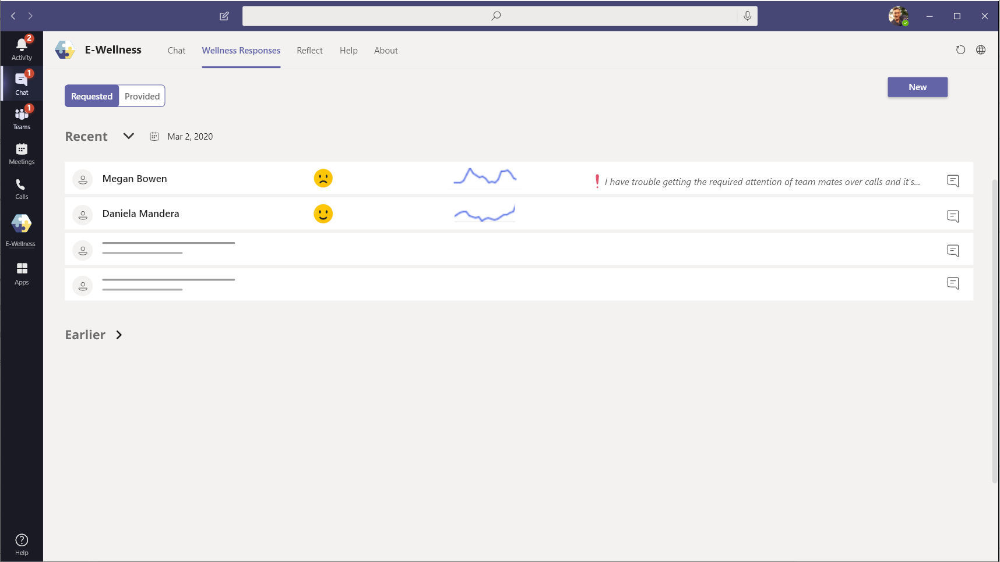 2
Activity
1
Chat
1
Teams
Meetings
Calls
E-Wellness
Apps
Help
E-Wellness
Chat
Wellness Responses
Reflect
Help
About
New
Requested
Provided
Recent
Mar 2, 2020
Megan Bowen
I have trouble getting the required attention of team mates over calls and it's...
Daniela Mandera
Earlier